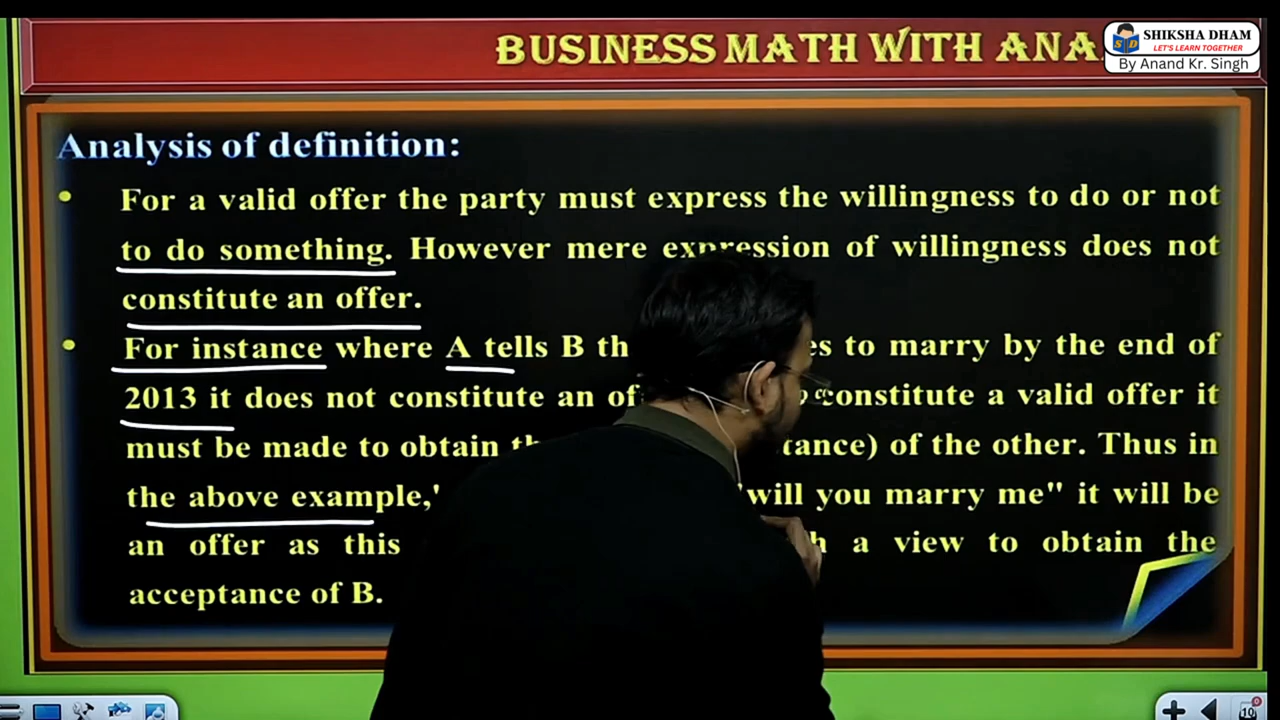 BUSINESS MATH WITH ANA
SHIKSHA DHAM
LET'S LEARN TOGETHER
By Anand Kr. Singh
Analysis of definition:
• For a valid offer the party must express the willingness to do or not
to do something. However mere expression of willingness does not
constitute an offer.
• For instance where A tells B th es to marry by the end of
2013 it does not constitute an of constitute a valid offer it
must be made to obtain th tance) of the other. Thus in
the above example,' "will you marry me" it will be
an offer as this h a view to obtain the
acceptance of B.
10